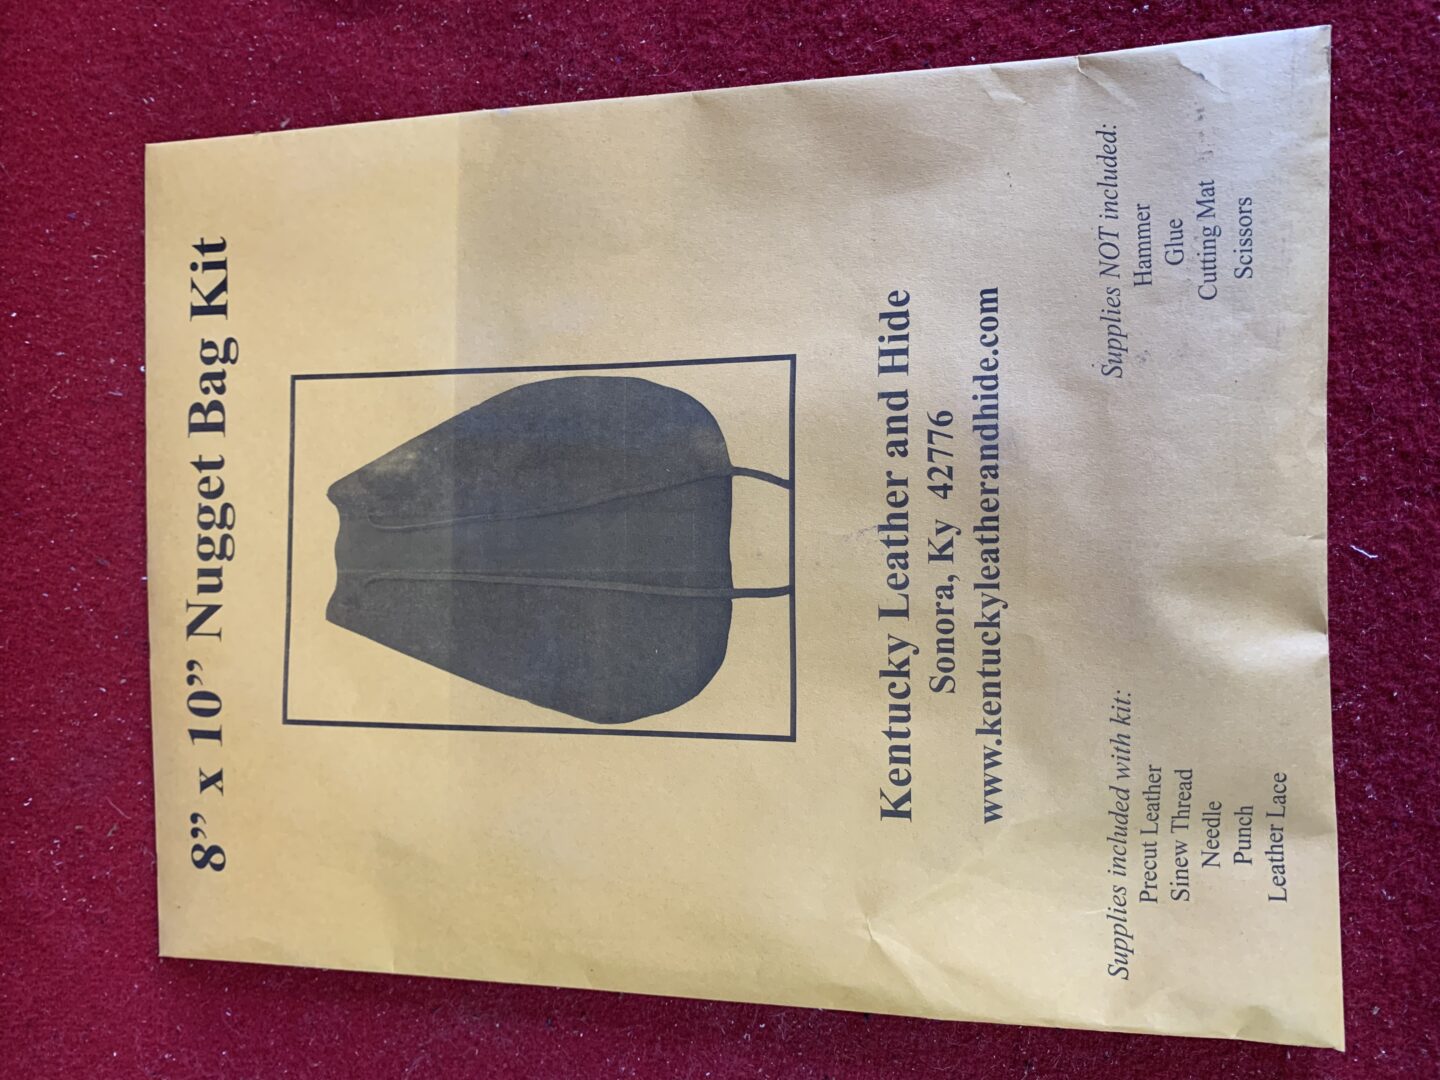 8” x 10” Nugget Bag Kit
Kentucky Leather and Hide
Sonora, Ky 42776
www.kentuckyleatherandhide.com
Supplies included with kit:
Precut Leather
Sinew Thread
Needle
Punch
Leather Lace
Supplies NOT included:
Hammer
Glue
Cutting Mat
Scissors